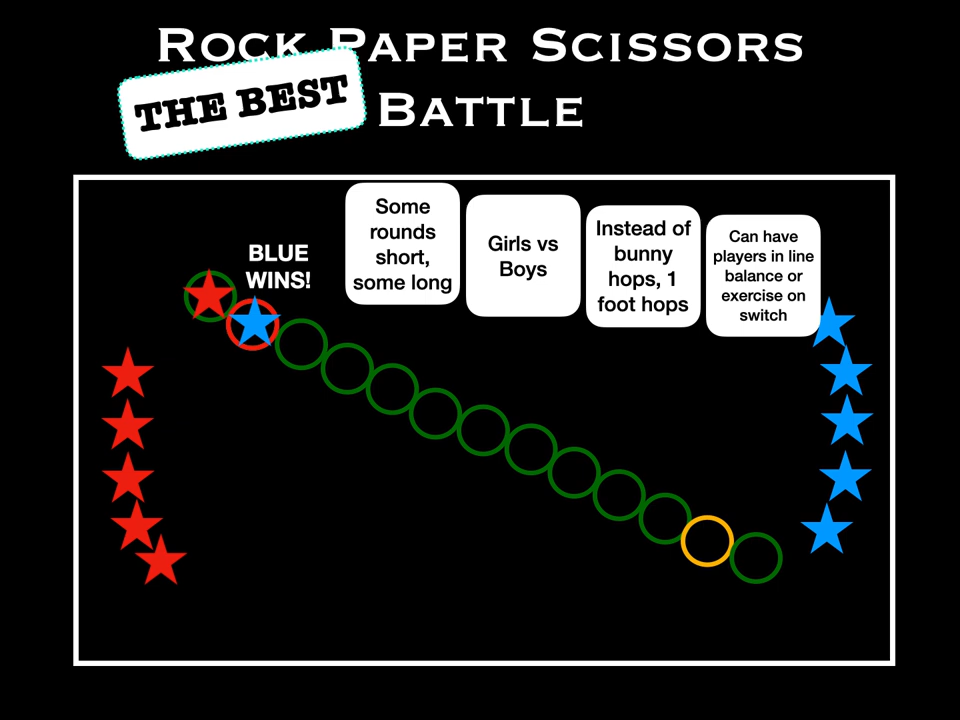 Rock Paper Scissors
Battle
THE BEST
BLUE
WINS!
Some
rounds
short,
some long
Girls vs
Boys
Instead of
bunny
hops, 1
foot hops
Can have
players in line
balance or
exercise on
switch